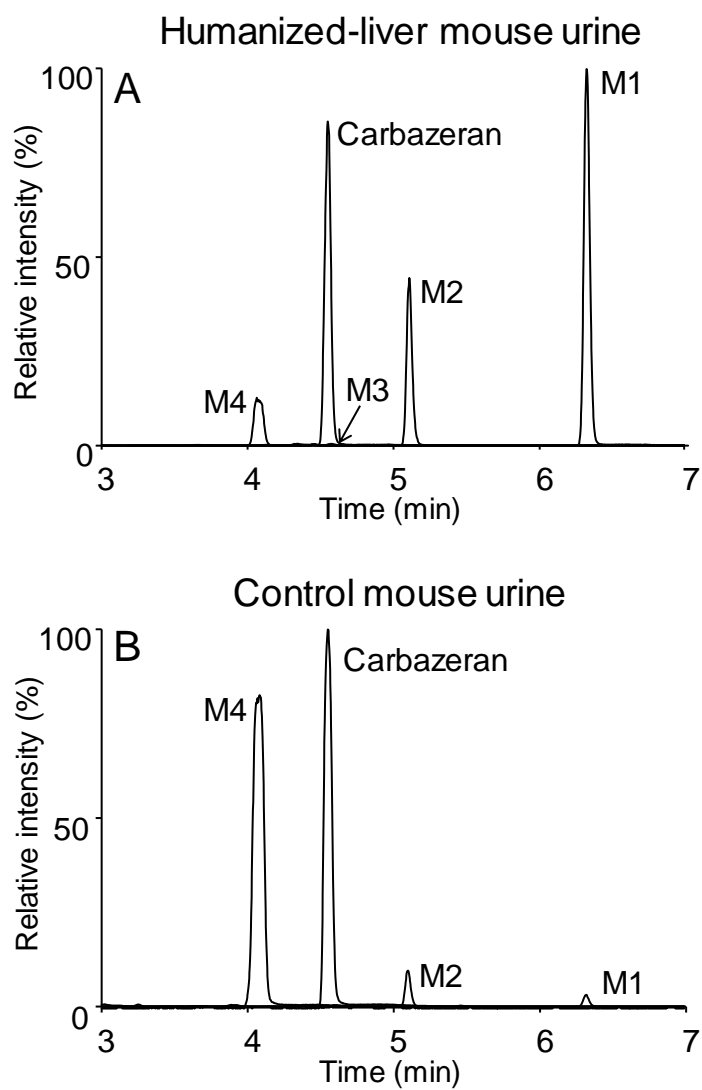 Humanized-liver mouse urine
A
100
50
0
Relative intensity (%)
M4
Carbazeran
M3
M2
M1
3 4 5 6 7
Time (min)
Control mouse urine
B
100
50
0
Relative intensity (%)
M4
Carbazeran
M2
M1
3 4 5 6 7
Time (min)